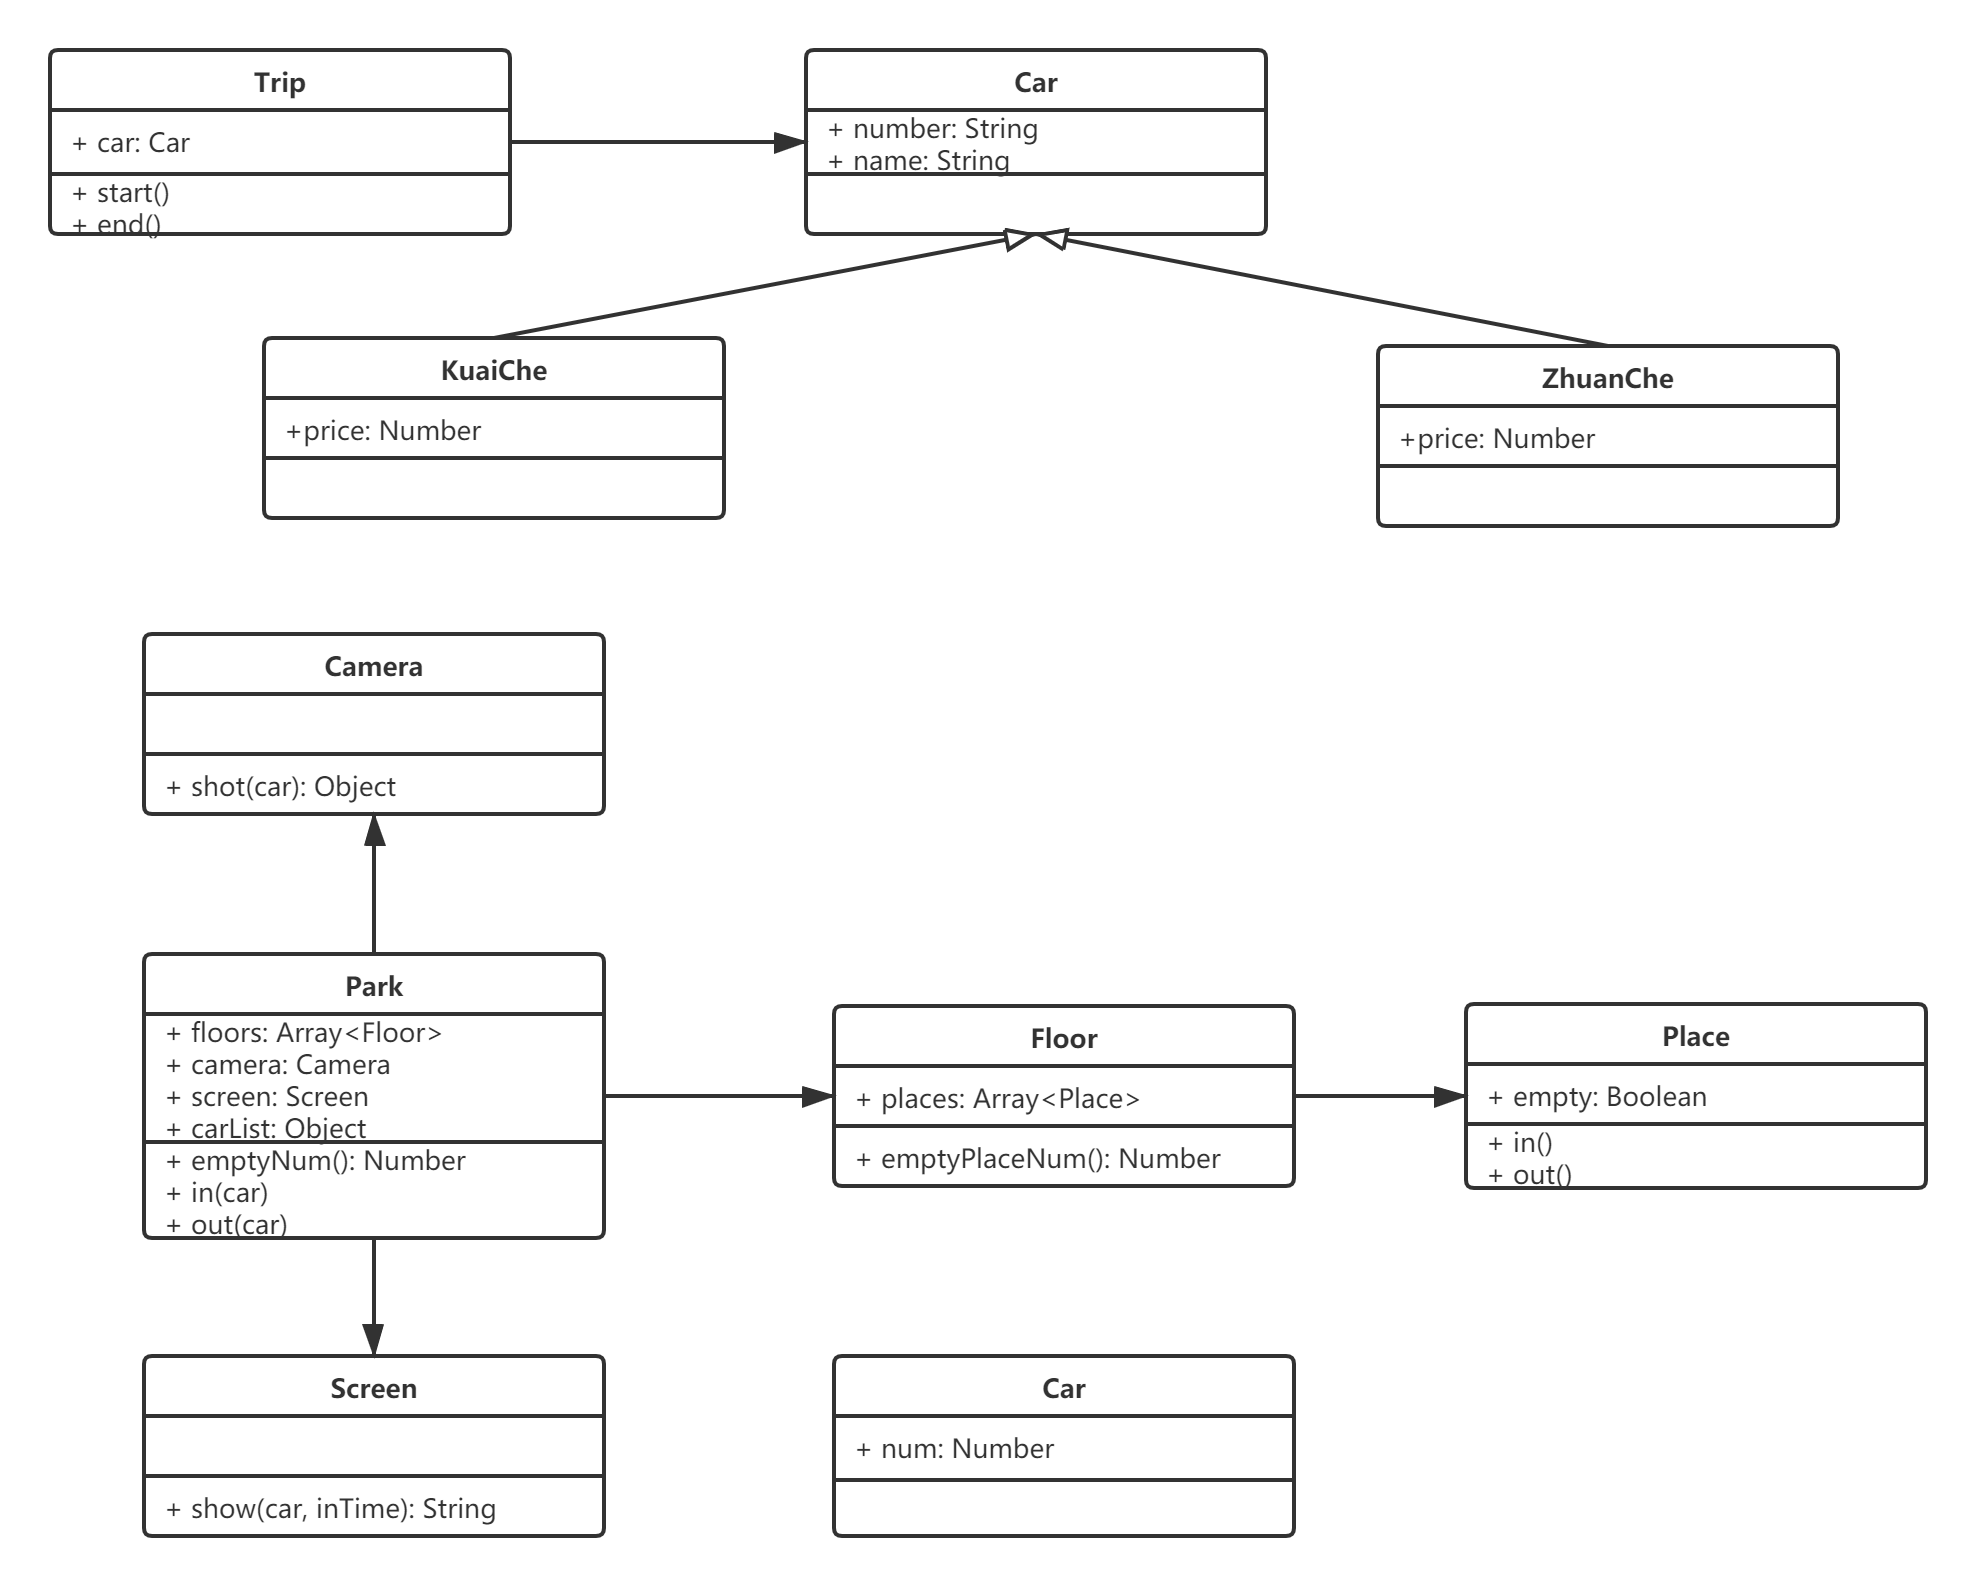 Trip
+ car: Car
+ start()
+ end()
Car
+ number: String
+ name: String
KuaiChe
+price: Number
ZhuanChe
+price: Number
Camera
+ shot(car): Object
Park
+ floors: Array<Floor>
+ camera: Camera
+ screen: Screen
+ carList: Object
+ emptyNum(): Number
+ in(car)
+ out(car)
Floor
+ places: Array<Place>
+ emptyPlaceNum(): Number
Place
+ empty: Boolean
+ in()
+ out()
Screen
+ show(car, inTime): String
Car
+ num: Number